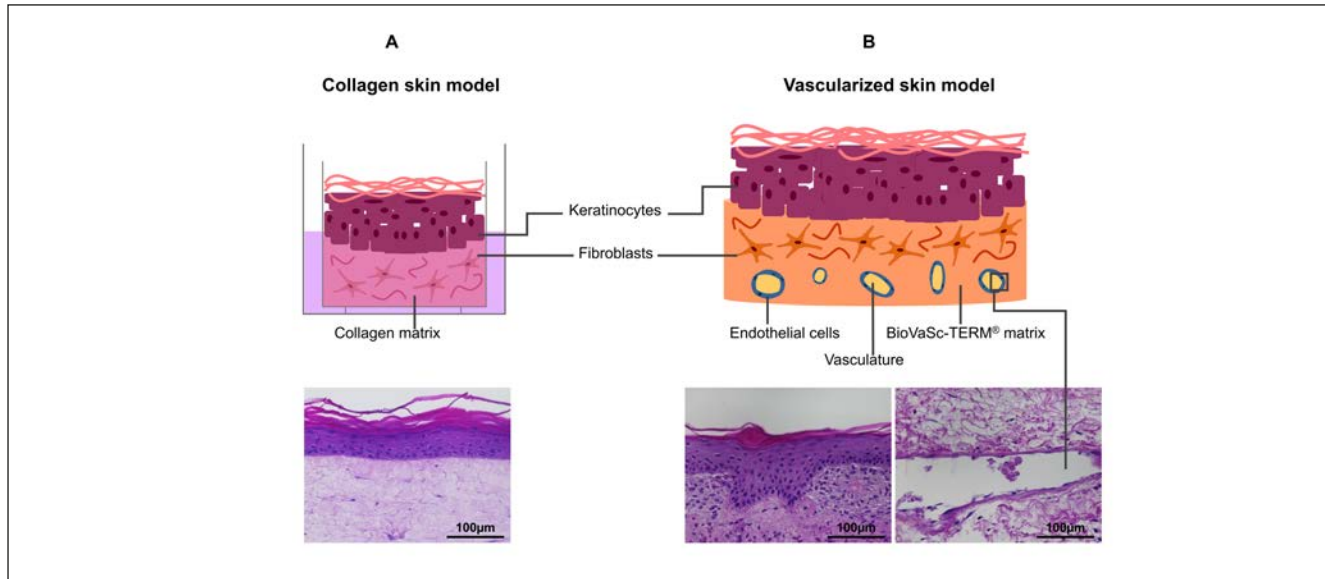 A
B
Collagen skin model
Vascularized skin model
Keratinocytes
Fibroblasts
Collagen matrix
Endothelial cells
BioVaSc-TERM® matrix
Vasculature
100µm
100µm
100µm